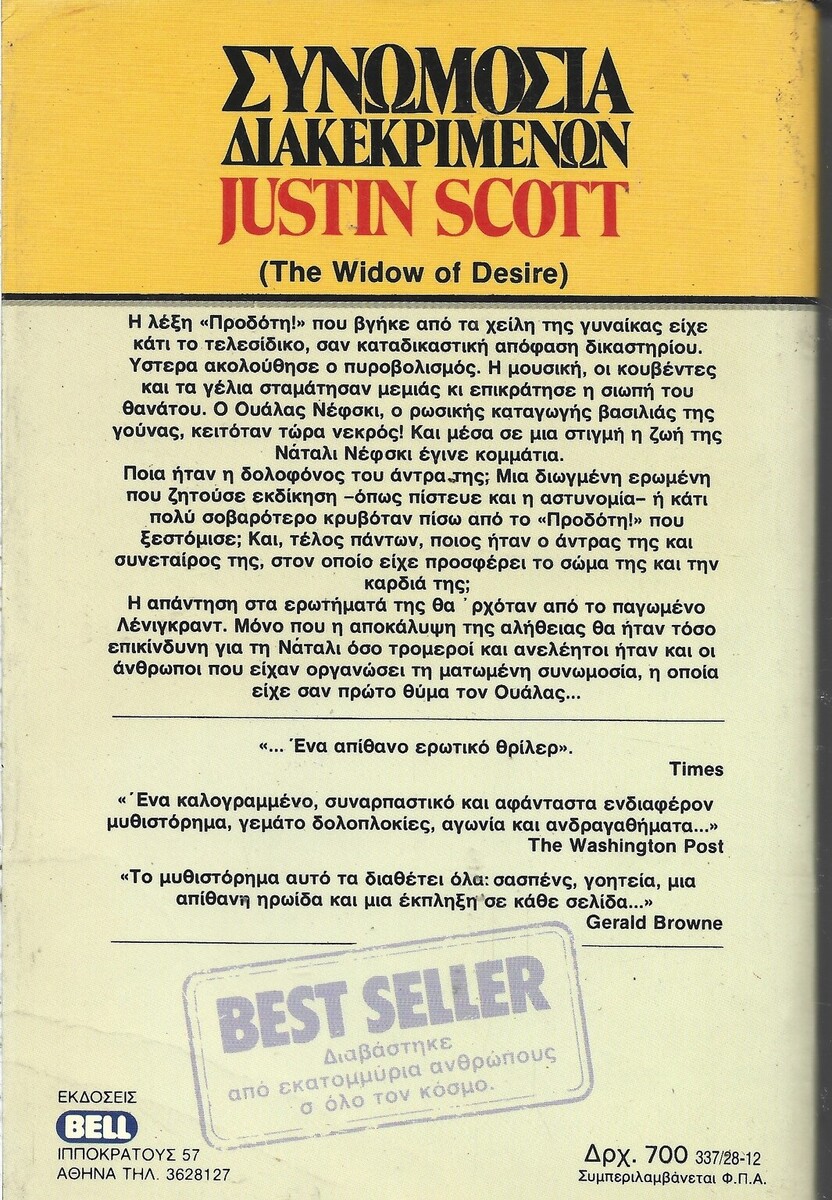 ΣΥΝΩΜΟΣΙΑ
ΔΙΑΚΕΚΡΙΜΕΝΩΝ
JUSTIN SCOTT
(The Widow of Desire)
Η λέξη «Προδότη!» που βγήκε από τα χείλη της γυναίκας είχε
κάτι το τελεσίδικο, σαν καταδικαστική απόφαση δικαστηρίου.
Ύστερα ακολούθησε ο πυροβολισμός. Η μουσική, οι κουβέντες
και τα γέλια σταμάτησαν μεμιάς κι επικράτησε η σιωπή του
θανάτου. Ο Ουάλας Νέφσκι, ο ρωσικής καταγωγής βασιλιάς της
γούνας, κειτόταν τώρα νεκρός! Και μέσα σε μια στιγμή η ζωή της
Νάταλι Νέφσκι έγινε κομμάτια.
Ποια ήταν η δολοφόνος του άντρα της; Μια διωγμένη ερωμένη
που ζητούσε εκδίκηση –όπως πίστευε και η αστυνομία– ή κάτι
πολύ σοβαρότερο κρυβόταν πίσω από το «Προδότη!» που
ξεστόμισε; Και, τέλος πάντων, ποιος ήταν ο άντρας της και
συνεταίρος της, στον οποίο είχε προσφέρει το σώμα της και την
καρδιά της;
Η απάντηση στα ερωτήματά της θα ᾽ρχόταν από το παγωμένο
Λένιγκραντ. Μόνο που η αποκάλυψη της αλήθειας θα ήταν τόσο
επικίνδυνη για τη Νάταλι όσο τρομεροί και ανελέητοι ήταν και οι
άνθρωποι που είχαν οργανώσει τη ματωμένη συνωμοσία, η οποία
είχε σαν πρώτο θύμα τον Ουάλας...
«... Ένα απίθανο ερωτικό θρίλερ».
Times
«Ένα καλογραμμένο, συναρπαστικό και αφάνταστα ενδιαφέρον
μυθιστόρημα, γεμάτο δολοπλοκίες, αγωνία και ανδραγαθήματα...»
The Washington Post
«Το μυθιστόρημα αυτό τα διαθέτει όλα: σασπένς, γοητεία, μια
απίθανη ηρωίδα και μια έκπληξη σε κάθε σελίδα...»
Gerald Browne
BEST SELLER
Διαβάστηκε
από εκατομμύρια ανθρώπους
σ όλο τον κόσμο.
ΕΚΔΟΣΕΙΣ
BELL
ΙΠΠΟΚΡΑΤΟΥΣ 57
ΑΘΗΝΑ ΤΗΛ. 3628127
Δρχ. 700 337/28-12
Συμπεριλαμβάνεται Φ.Π.Α.